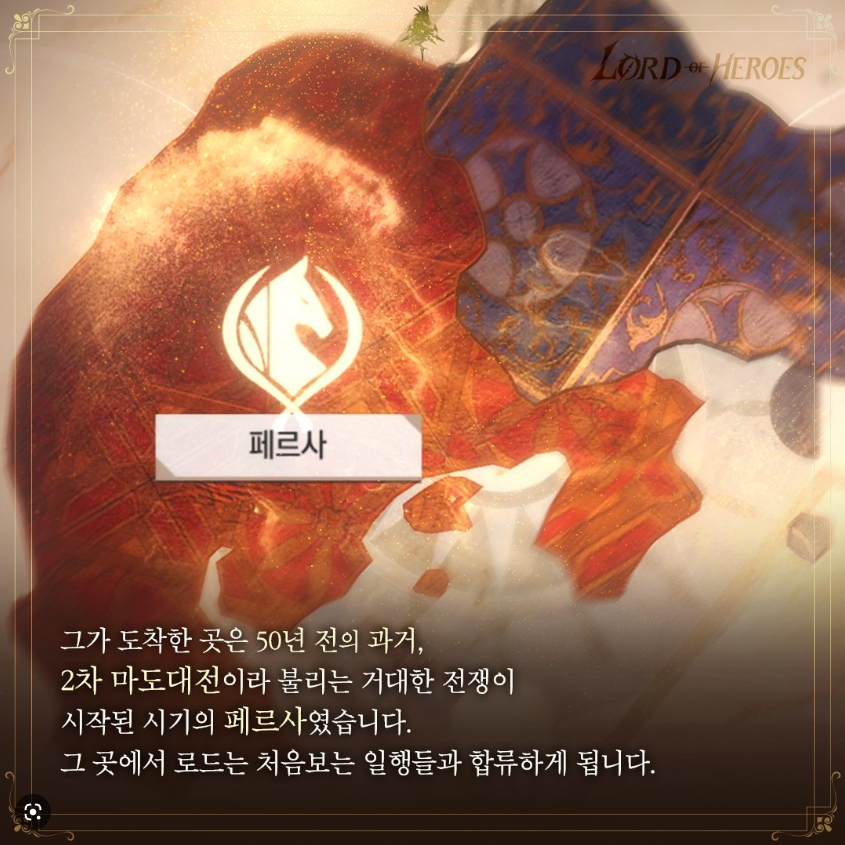 LORD OF HEROES
페르사
그가 도착한 곳은 50년 전의 과거,
2차 마도대전이라 불리는 거대한 전쟁이
시작된 시기의 페르사였습니다.
그 곳에서 로드는 처음보는 일행들과 합류하게 됩니다.